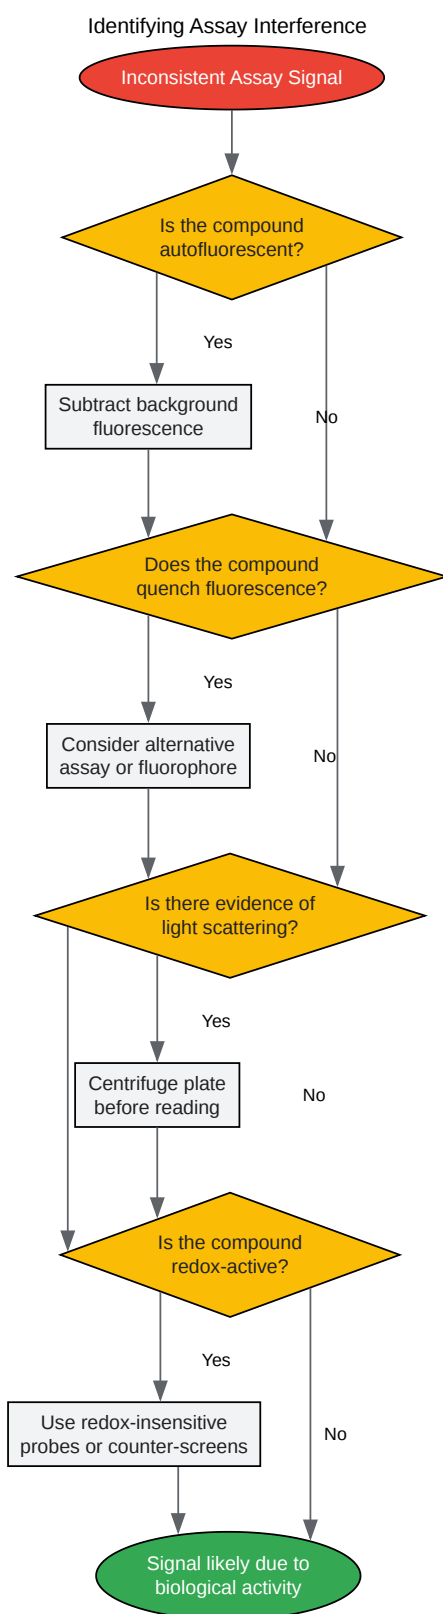 Identifying Assay Interference
Inconsistent Assay Signal
Is the compound
autofluorescent?
Yes
Subtract background
fluorescence
No
Does the compound
quench fluorescence?
Yes
Consider alternative
assay or fluorophore
No
Is there evidence of
light scattering?
Yes
Centrifuge plate
before reading
No
Is the compound
redox-active?
Yes
Use redox-insensitive
probes or counter-screens
No
Signal likely due to
biological activity